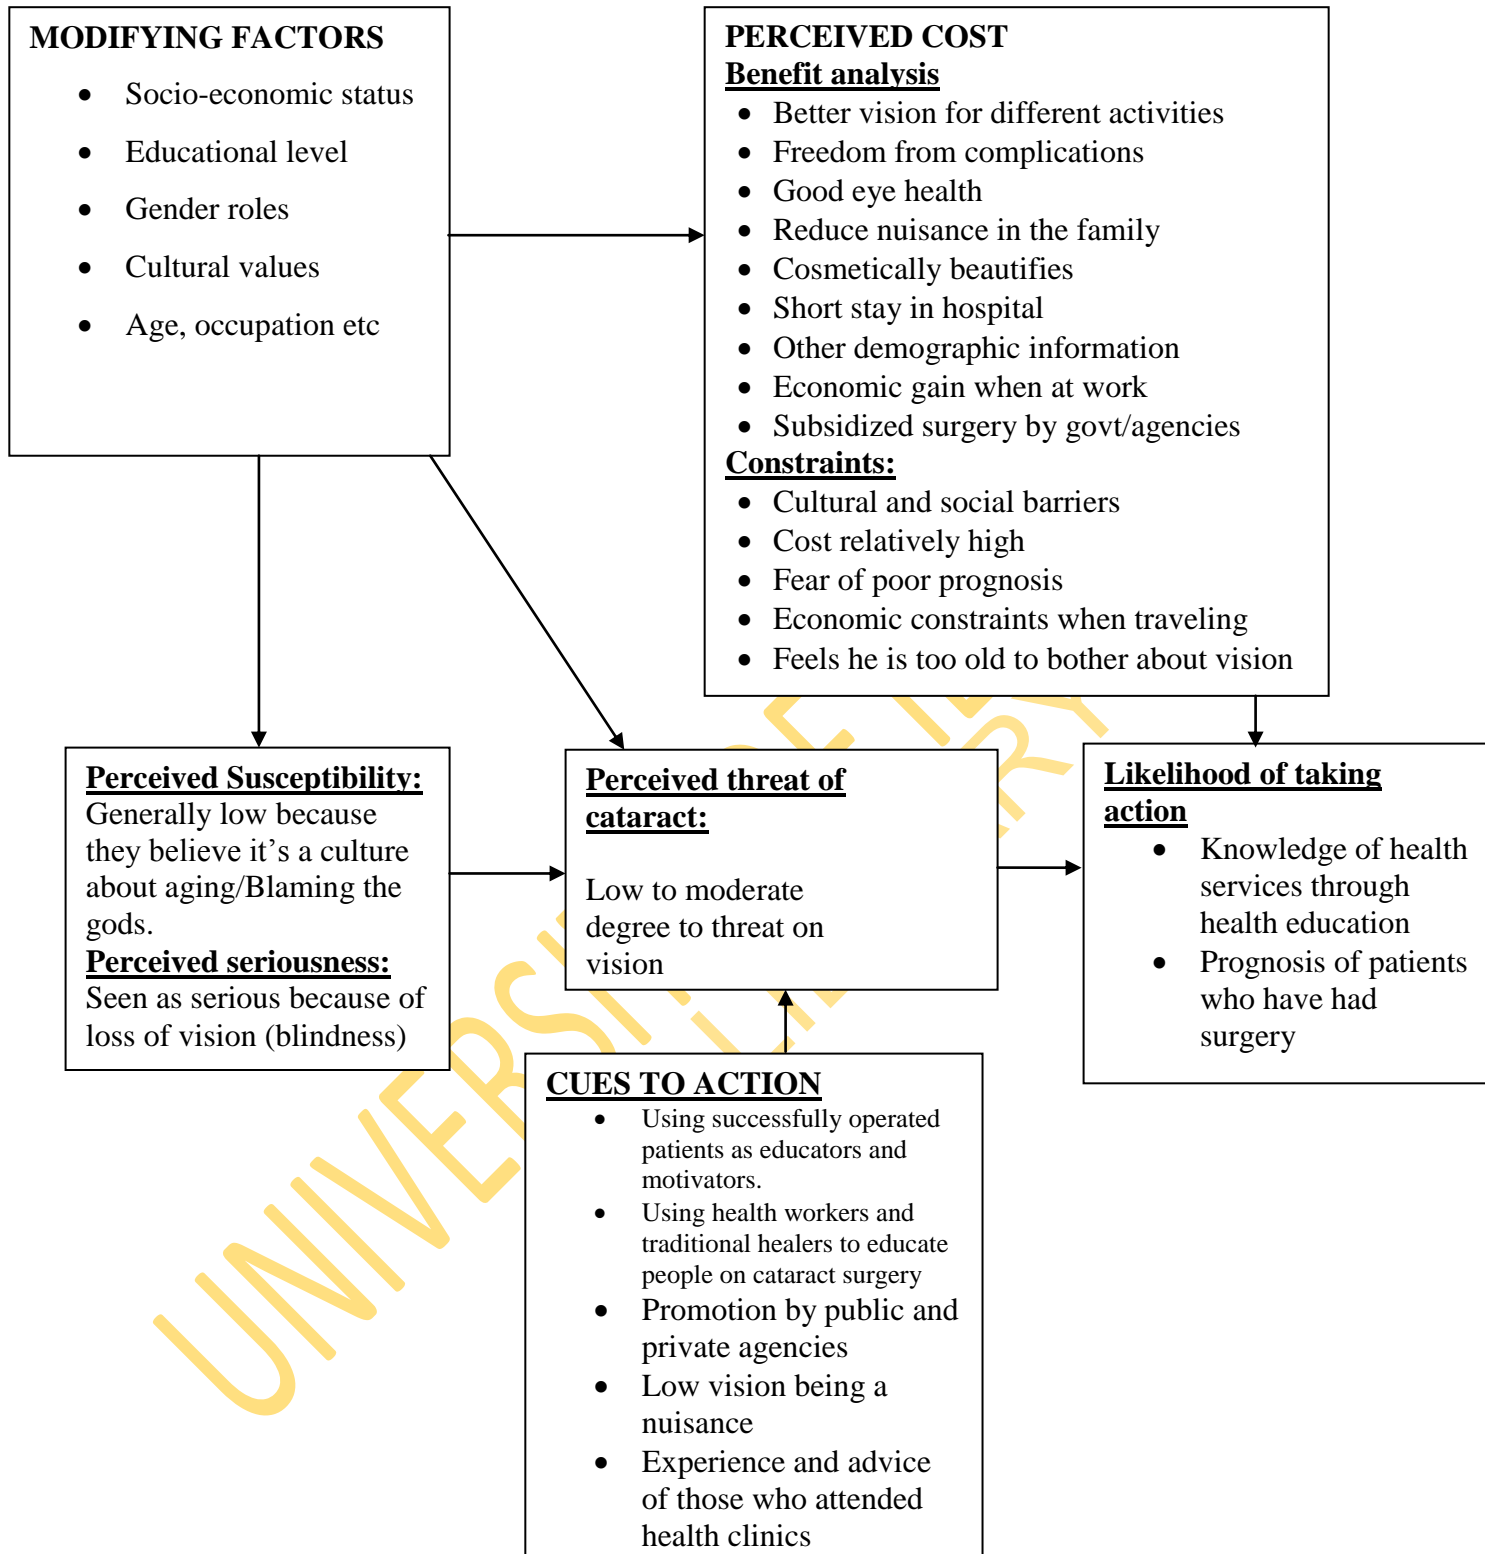 MODIFYING FACTORS
• Socio-economic status
• Educational level
• Gender roles
• Cultural values
• Age, occupation etc
PERCEIVED COST
Benefit analysis
• Better vision for different activities
• Freedom from complications
• Good eye health
• Reduce nuisance in the family
• Cosmetically beautifies
• Short stay in hospital
• Other demographic information
• Economic gain when at work
• Subsidized surgery by govt/agencies
Constraints:
• Cultural and social barriers
• Cost relatively high
• Fear of poor prognosis
• Economic constraints when traveling
• Feels he is too old to bother about vision
Perceived Susceptibility:
Generally low because
they believe it’s a culture
about aging/Blaming the
gods.
Perceived seriousness:
Seen as serious because of
loss of vision (blindness)
Perceived threat of
cataract:
Low to moderate
degree to threat on
vision
Likelihood of taking
action
• Knowledge of health
services through
health education
• Prognosis of patients
who have had
surgery
CUES TO ACTION
• Using successfully operated
patients as educators and
motivators.
• Using health workers and
traditional healers to educate
people on cataract surgery
• Promotion by public and
private agencies
• Low vision being a
nuisance
• Experience and advice
of those who attended
health clinics